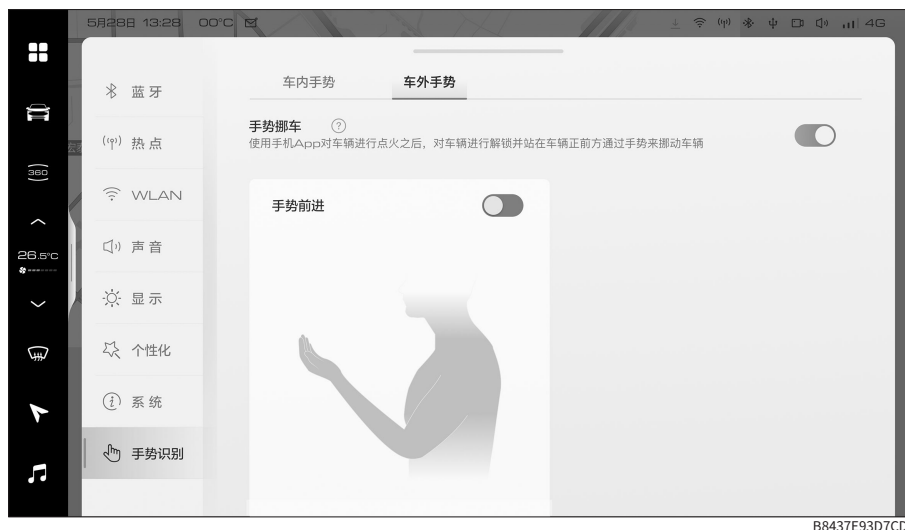 5月28日 13:28 00°C
4G
蓝牙
热点
WLAN
声音
显示
个性化
系统
手势识别
360
26.5°C
车内手势 车外手势
手势挪车 ?
使用手机App对车辆进行点火之后，对车辆进行解锁并站在车辆正前方通过手势来挪动车辆
手势前进
B8437F93D7CD